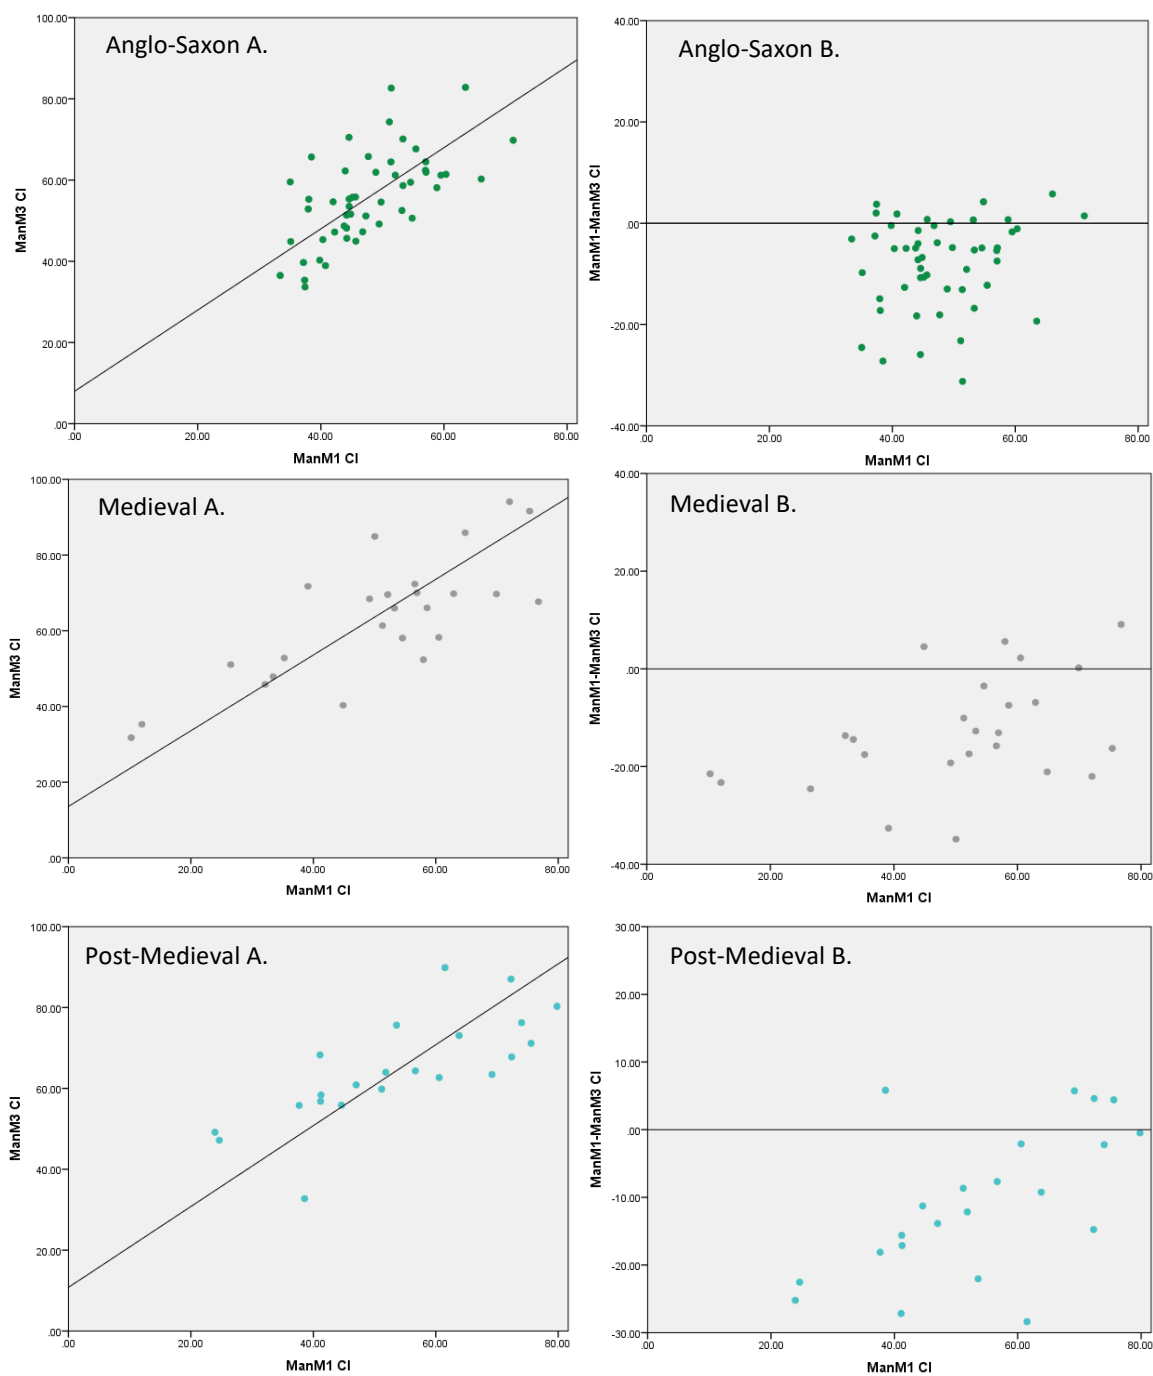 Anglo-Saxon A.
100.00
80.00
60.00
40.00
20.00
.00
.00 20.00 40.00 60.00 80.00
ManM3 CI
ManM1 CI
Anglo-Saxon B.
40.00
20.00
.00
-20.00
-40.00
.00 20.00 40.00 60.00 80.00
ManM1-ManM3 CI
ManM1 CI
Medieval A.
100.00
80.00
60.00
40.00
20.00
.00
.00 20.00 40.00 60.00 80.00
ManM3 CI
ManM1 CI
Medieval B.
40.00
20.00
.00
-20.00
-40.00
.00 20.00 40.00 60.00 80.00
ManM1-ManM3 CI
ManM1 CI
Post-Medieval A.
100.00
80.00
60.00
40.00
20.00
.00
.00 20.00 40.00 60.00 80.00
ManM3 CI
ManM1 CI
Post-Medieval B.
30.00
20.00
10.00
.00
-10.00
-20.00
-30.00
.00 20.00 40.00 60.00 80.00
ManM1-ManM3 CI
ManM1 CI